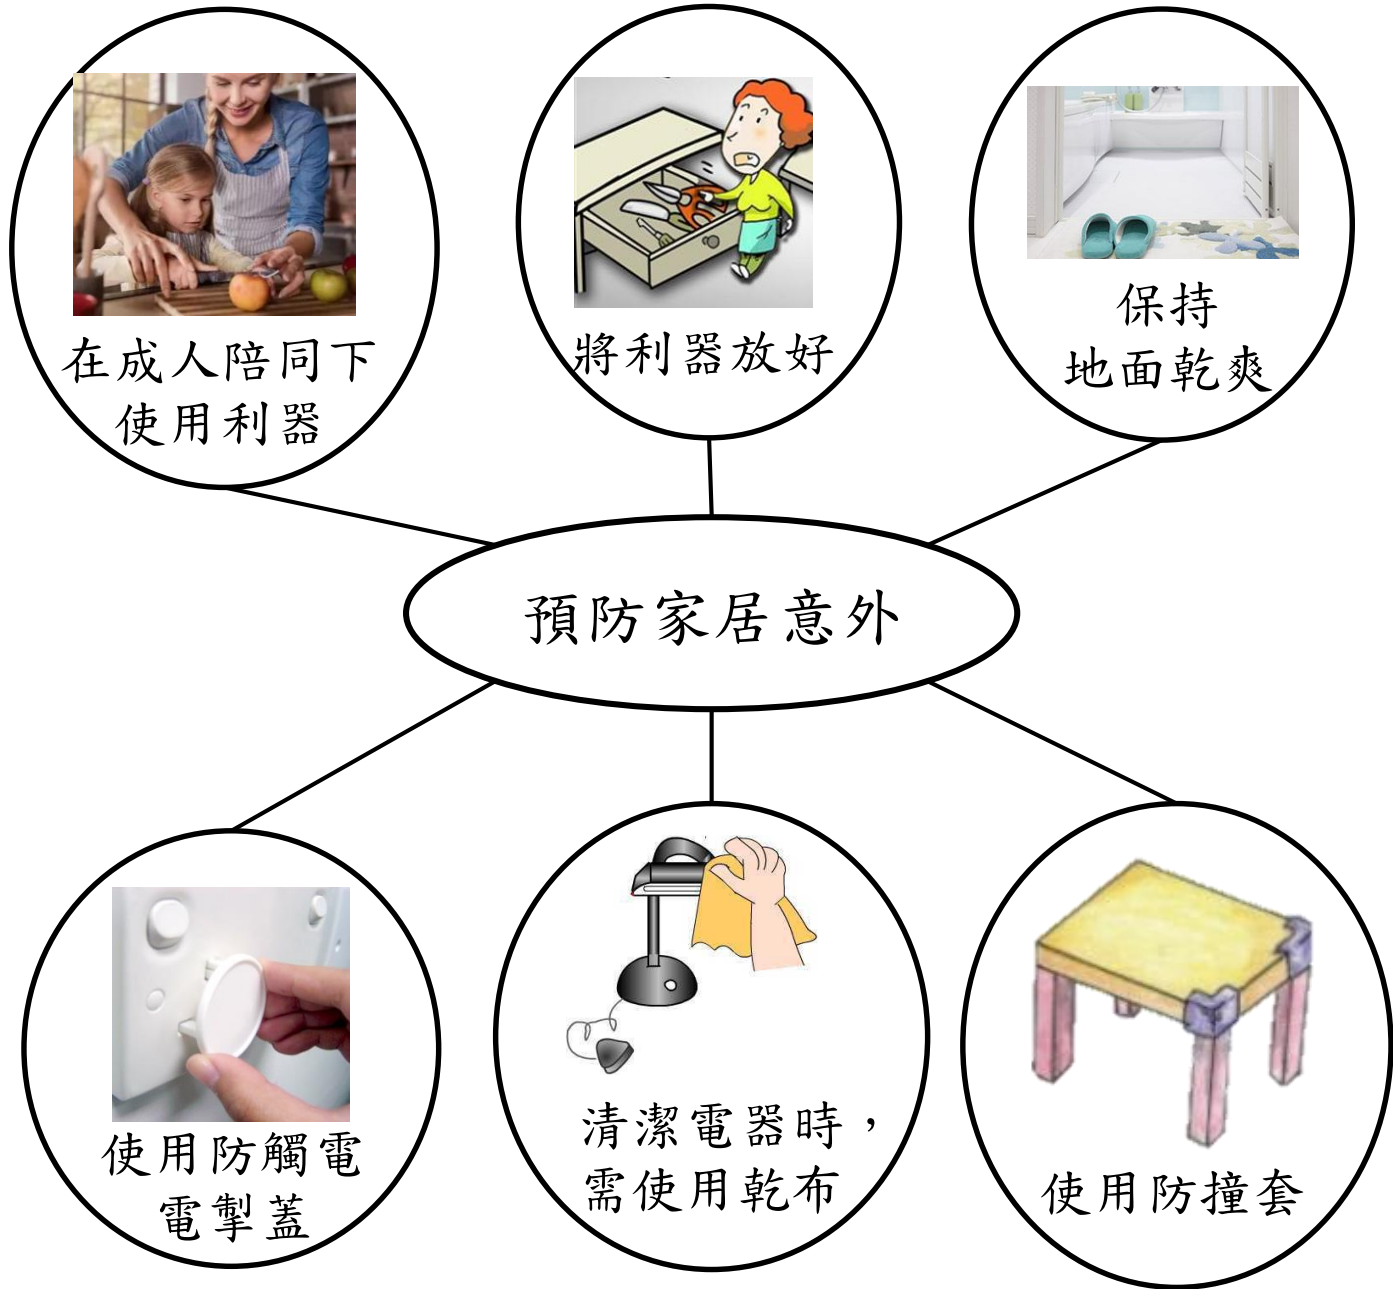 在成人陪同下
使用利器
將利器放好
保持
地面乾爽
預防家居意外
使用防觸電
電掣蓋
清潔電器時，
需使用乾布
使用防撞套